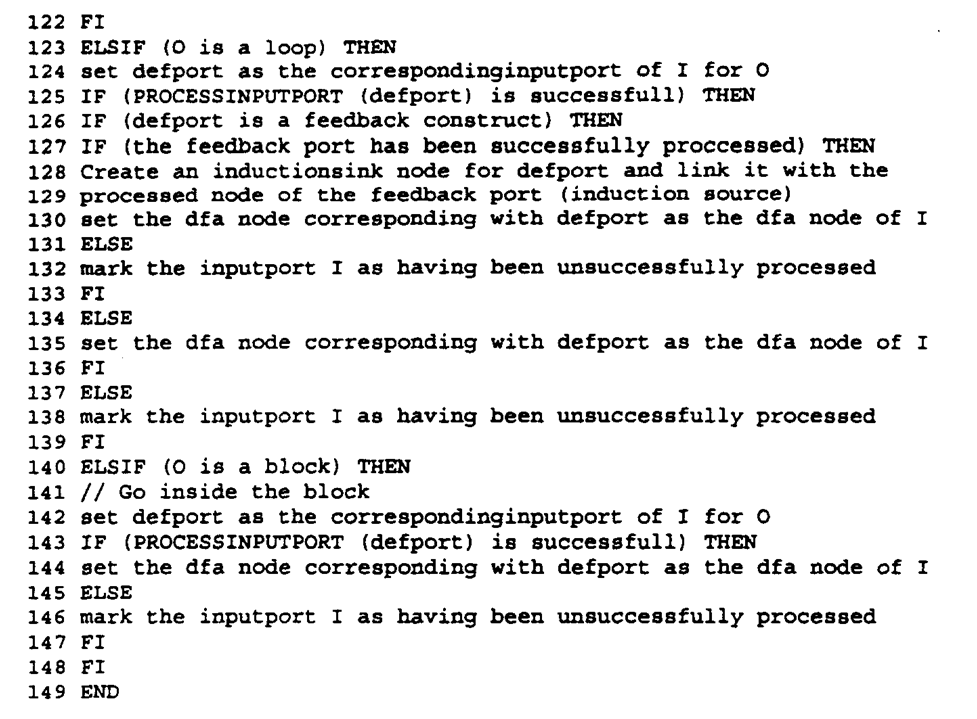 122 FI
123 ELSIF (O is a loop) THEN
124 set defport as the correspondinginputport of I for O
125 IF (PROCESSINPUTPORT (defport) is successfull) THEN
126 IF (defport is a feedback construct) THEN
127 IF (the feedback port has been successfully proccessed) THEN
128 Create an inductionsink node for defport and link it with the
129 processed node of the feedback port (induction source)
130 set the dfa node corresponding with defport as the dfa node of I
131 ELSE
132 mark the inputport I as having been unsuccessfully processed
133 FI
134 ELSE
135 set the dfa node corresponding with defport as the dfa node of I
136 FI
137 ELSE
138 mark the inputport I as having been unsuccessfully processed
139 FI
140 ELSIF (O is a block) THEN
141 // Go inside the block
142 set defport as the correspondinginputport of I for O
143 IF (PROCESSINPUTPORT (defport) is successfull) THEN
144 set the dfa node corresponding with defport as the dfa node of I
145 ELSE
146 mark the inputport I as having been unsuccessfully processed
147 FI
148 FI
149 END